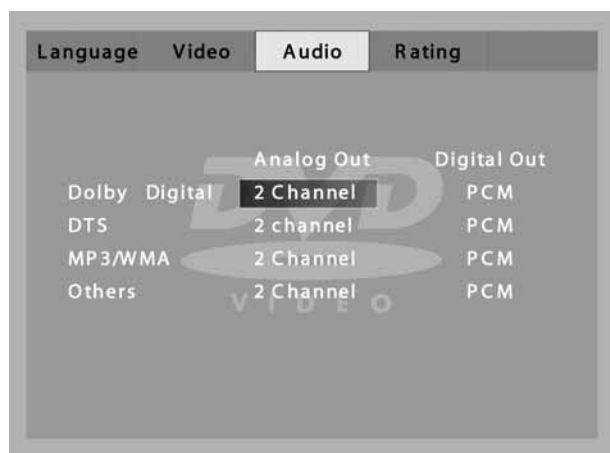 Language Video Audio Rating
Analog Out Digital Out
Dolby Digital 2 Channel PCM
DTS 2 channel PCM
MP3/WMA 2 Channel PCM
Others 2 Channel PCM
DVD
VIDEO